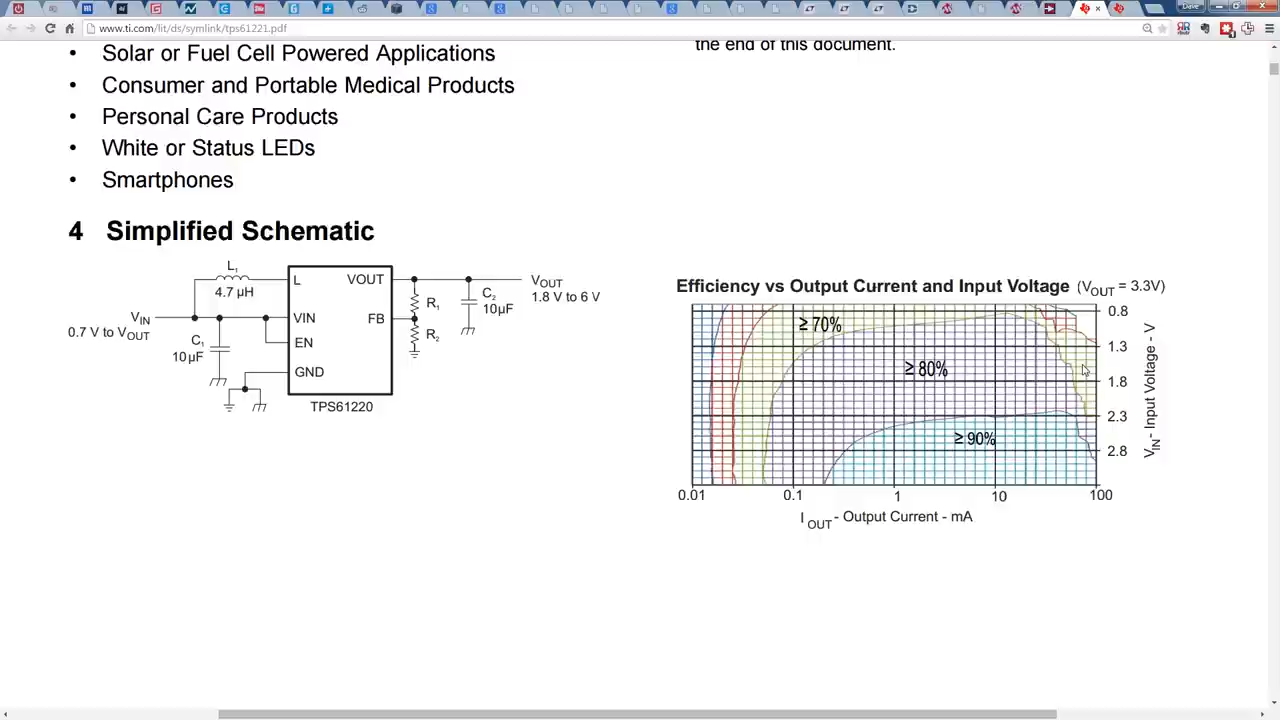 Dave
www.ti.com/lit/ds/symlink/tps61221.pdf
• Solar or Fuel Cell Powered Applications
the end of this document.
• Consumer and Portable Medical Products
• Personal Care Products
• White or Status LEDs
• Smartphones
4 Simplified Schematic
L1
4.7 µH
L
VOUT
VOUT
1.8 V to 6 V
R1
C2
10µF
VIN
0.7 V to VOUT
VIN
FB
R2
C1
10µF
EN
GND
TPS61220
Efficiency vs Output Current and Input Voltage (VOUT = 3.3V)
≥ 70%
≥ 80%
≥ 90%
0.8
1.3
1.8
2.3
2.8
VIN - Input Voltage - V
0.01 0.1 1 10 100
IOUT - Output Current - mA